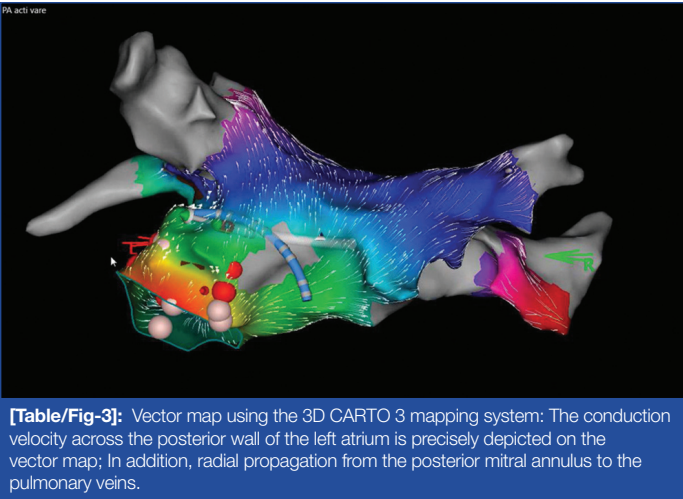 PA acti vare
R
[Table/Fig-3]: Vector map using the 3D CARTO 3 mapping system: The conduction
velocity across the posterior wall of the left atrium is precisely depicted on the
vector map; In addition, radial propagation from the posterior mitral annulus to the
pulmonary veins.